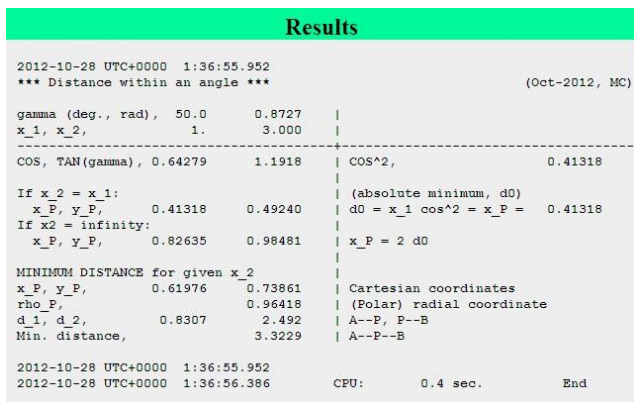 Results
2012-10-28 UTC+0000 1:36:55.952
*** Distance within an angle *** (Oct-2012, MC)
gamma (deg., rad), 50.0 0.8727 |
x_1, x_2, 1. 3.000 |
COS, TAN(gamma), 0.64279 1.1918 | COS^2, 0.41318
If x_2 = x_1: | (absolute minimum, d0)
x_P, y_P, 0.41318 0.49240 | d0 = x_1 cos^2 = x_P = 0.41318
If x2 = infinity: |
x_P, y_P, 0.82635 0.98481 | x_P = 2 d0
MINIMUM DISTANCE for given x_2 |
x_P, y_P, 0.61976 0.73861 | Cartesian coordinates
rho_P, 0.96418 | (Polar) radial coordinate
d_1, d_2, 0.8307 2.492 | A--P, P--B
Min. distance, 3.3229 | A--P--B
2012-10-28 UTC+0000 1:36:55.952
2012-10-28 UTC+0000 1:36:56.386 CPU: 0.4 sec. End